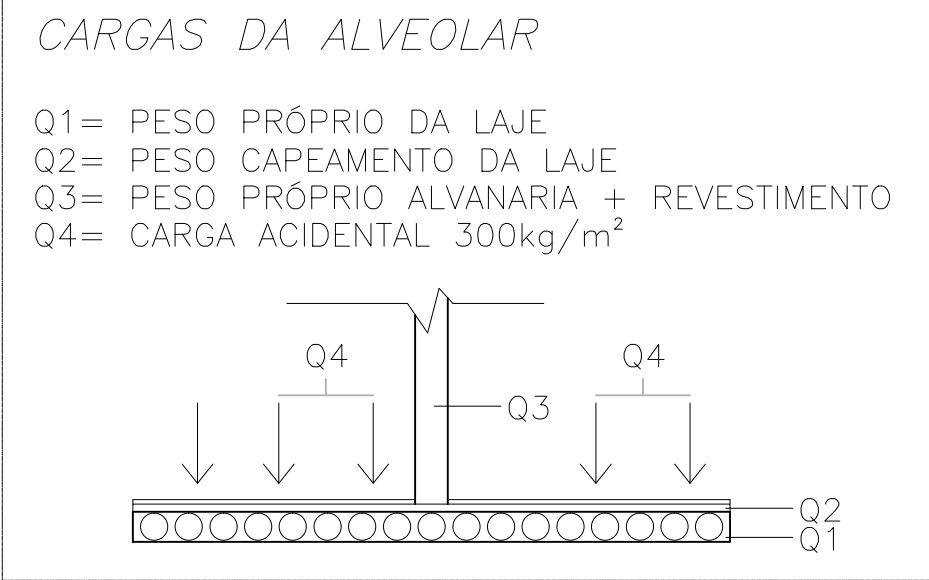 CARGAS DA ALVEOLAR
Q1= PESO PRÓPRIO DA LAJE
Q2= PESO CAPEAMENTO DA LAJE
Q3= PESO PRÓPRIO ALVANARIA + REVESTIMENTO
Q4= CARGA ACIDENTAL 300kg/m²
Q4 Q4
Q3
Q2
Q1